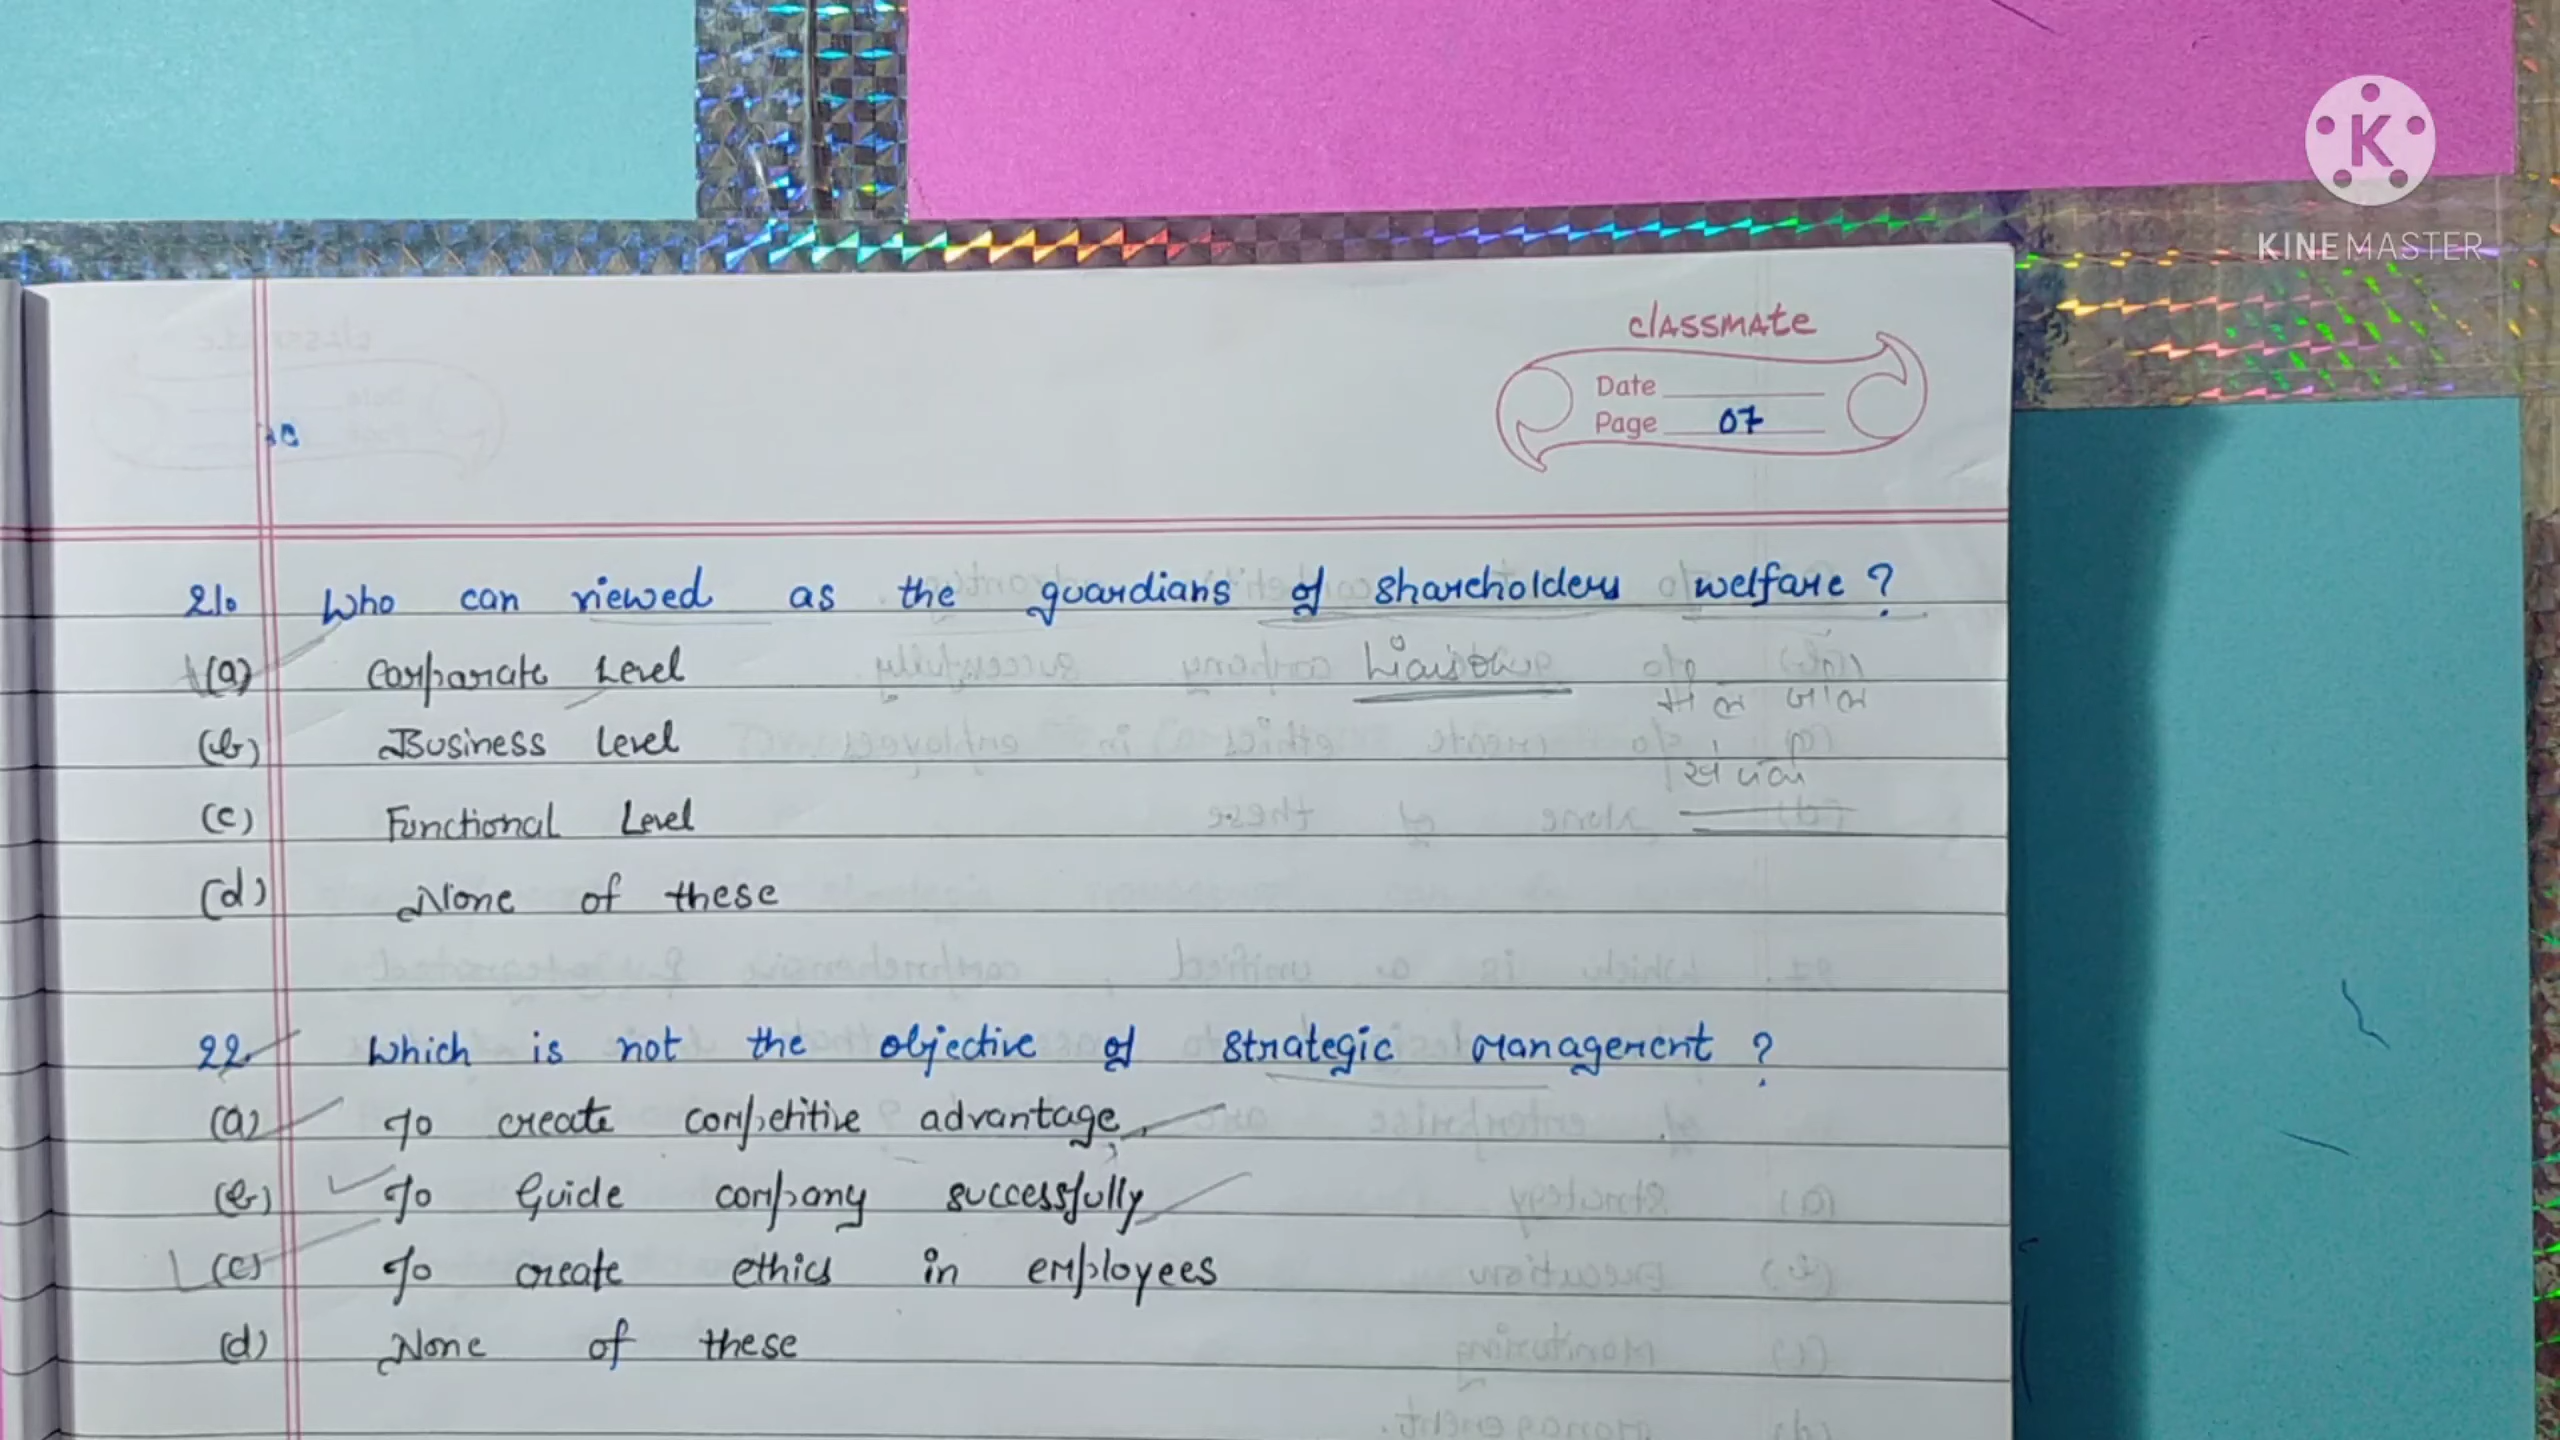 K
KINEMASTER
classmate
Date
Page 07
21. Who can viewed as the guardians of shareholders welfare?
(a) Corporate Level
Liaison
(b) Business Level
(c) Functional Level
(d) None of these
22. Which is not the objective of strategic management?
(a) To create competitive advantage,
(b) To Guide company successfully
(c) To create ethics in employees
(d) None of these